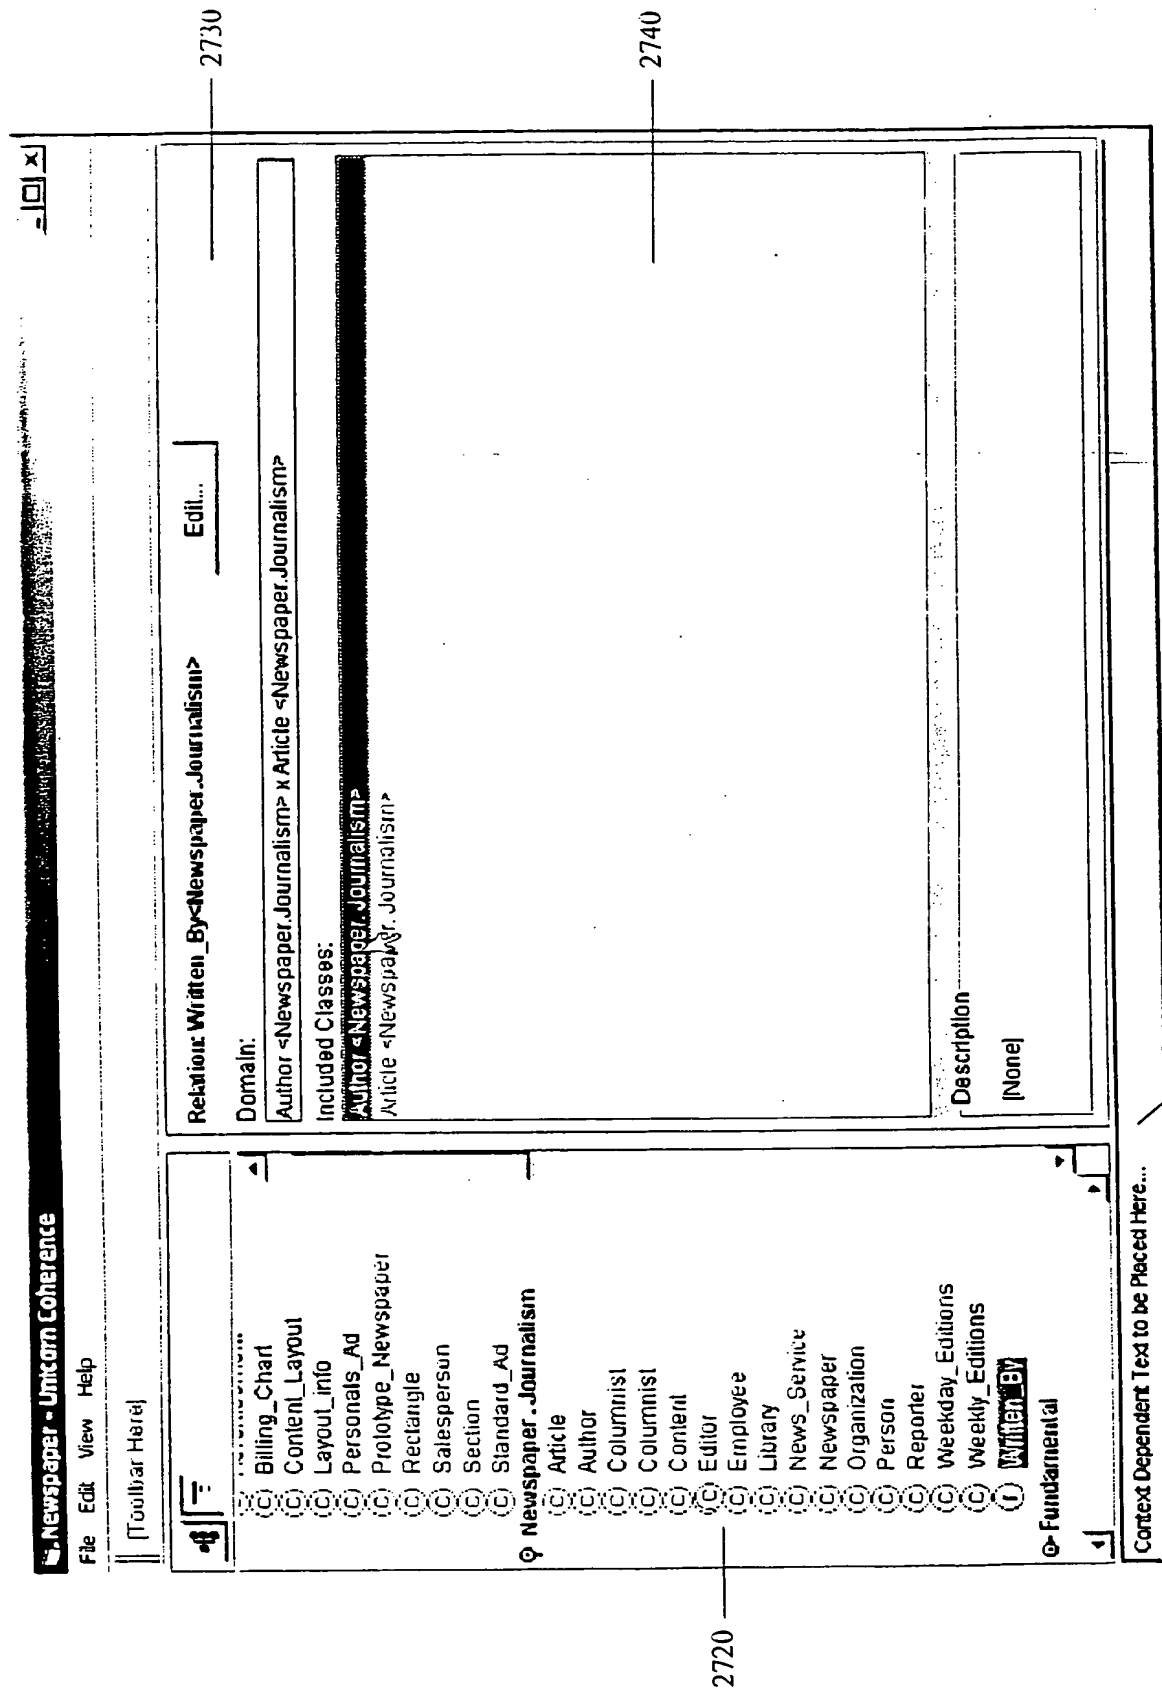 Newspaper - Unicorn Coherence
File Edit View Help
[Toolbar Here]
(C) Billing_Chart
(C) Content_Layout
(C) Layout_info
(C) Personals_Ad
(C) Prototype_Newspaper
(C) Rectangle
(C) Salesperson
(C) Section
(C) Standard_Ad
Newspaper.Journalism
(C) Article
(C) Author
(C) Columnist
(C) Columnist
(C) Content
(C) Editor
(C) Employee
(C) Library
(C) News_Service
(C) Newspaper
(C) Organization
(C) Person
(C) Reporter
(C) Weekday_Editions
(C) Weekly_Editions
Written_By
Fundamental
Relation: Written_By<Newspaper.Journalism>
Edit...
Domain:
Author <Newspaper.Journalism> x Article <Newspaper.Journalism>
Included Classes:
Author <Newspaper.Journalism>
Article <Newspaper.Journalism>
Description
[None]
Context Dependent Text to be Placed Here...
2720
2730
2740